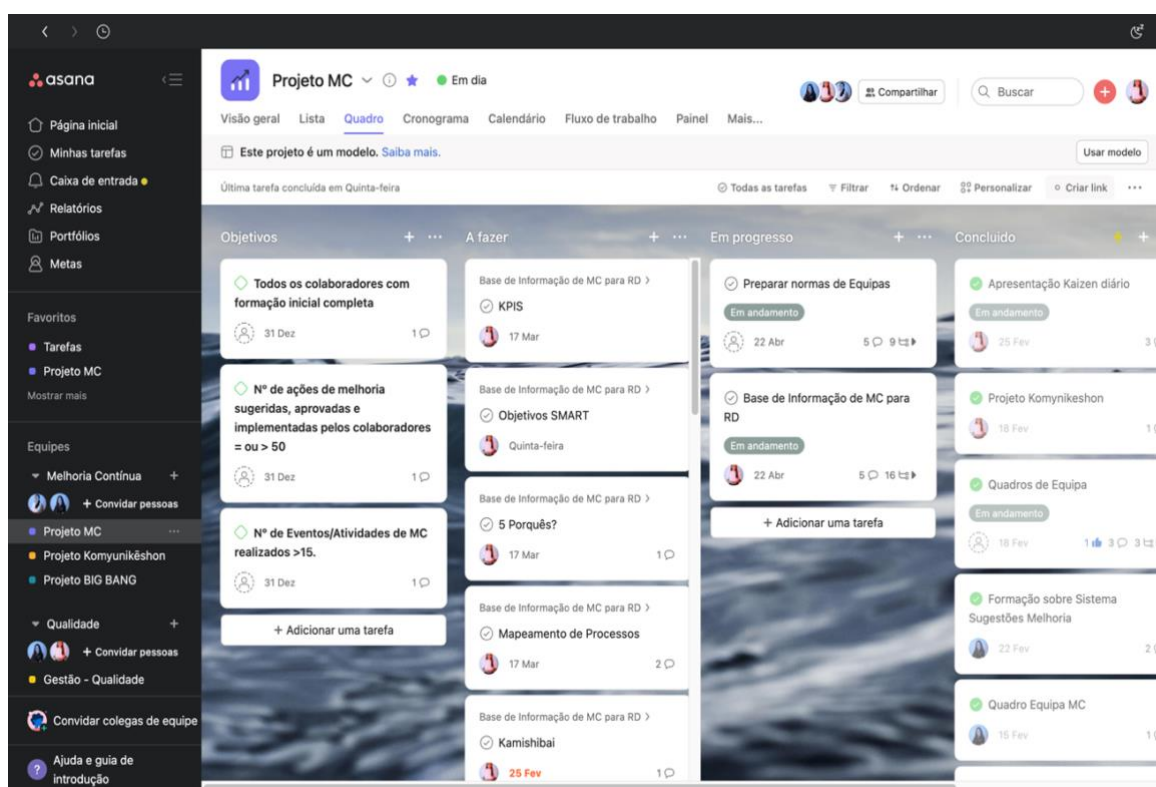 asana
Página inicial
Minhas tarefas
Caixa de entrada
Relatórios
Portfólios
Metas
Favoritos
Tarefas
Projeto MC
Mostrar mais
Equipes
Melhoria Contínua +
+ Convidar pessoas
Projeto MC ...
Projeto Komyunikēshon
Projeto BIG BANG
Qualidade +
+ Convidar pessoas
Gestão - Qualidade
Convidar colegas de equipe
? Ajuda e guia de
introdução
Projeto MC
Em dia
Compartilhar
Buscar
+
Visão geral Lista Quadro Cronograma Calendário Fluxo de trabalho Painel Mais...
Este projeto é um modelo. Saiba mais.
Usar modelo
Última tarefa concluída em Quinta-feira
Todas as tarefas Filtrar Ordenar Personalizar Criar link ...
Objetivos + ...
Todos os colaboradores com
formação inicial completa
31 Dez 1
Nº de ações de melhoria
sugeridas, aprovadas e
implementadas pelos colaboradores
= ou > 50
31 Dez 1
Nº de Eventos/Atividades de MC
realizados >15.
31 Dez 1
+ Adicionar uma tarefa
A fazer + ...
Base de Informação de MC para RD >
KPIS
17 Mar
Base de Informação de MC para RD >
Objetivos SMART
Quinta-feira
Base de Informação de MC para RD >
5 Porquês?
17 Mar 1
Base de Informação de MC para RD >
Mapeamento de Processos
17 Mar 2
Base de Informação de MC para RD >
Kamishibai
25 Fev 1
Em progresso + ...
Preparar normas de Equipas
Em andamento
22 Abr 5 9
Base de Informação de MC para
RD
Em andamento
22 Abr 5 16
+ Adicionar uma tarefa
Concluido +
Apresentação Kaizen diário
Em andamento
25 Fev 3
Projeto Komynikeshon
18 Fev 1
Quadros de Equipa
Em andamento
18 Fev 1 3 3
Formação sobre Sistema
Sugestões Melhoria
22 Fev 2
Quadro Equipa MC
15 Fev 1